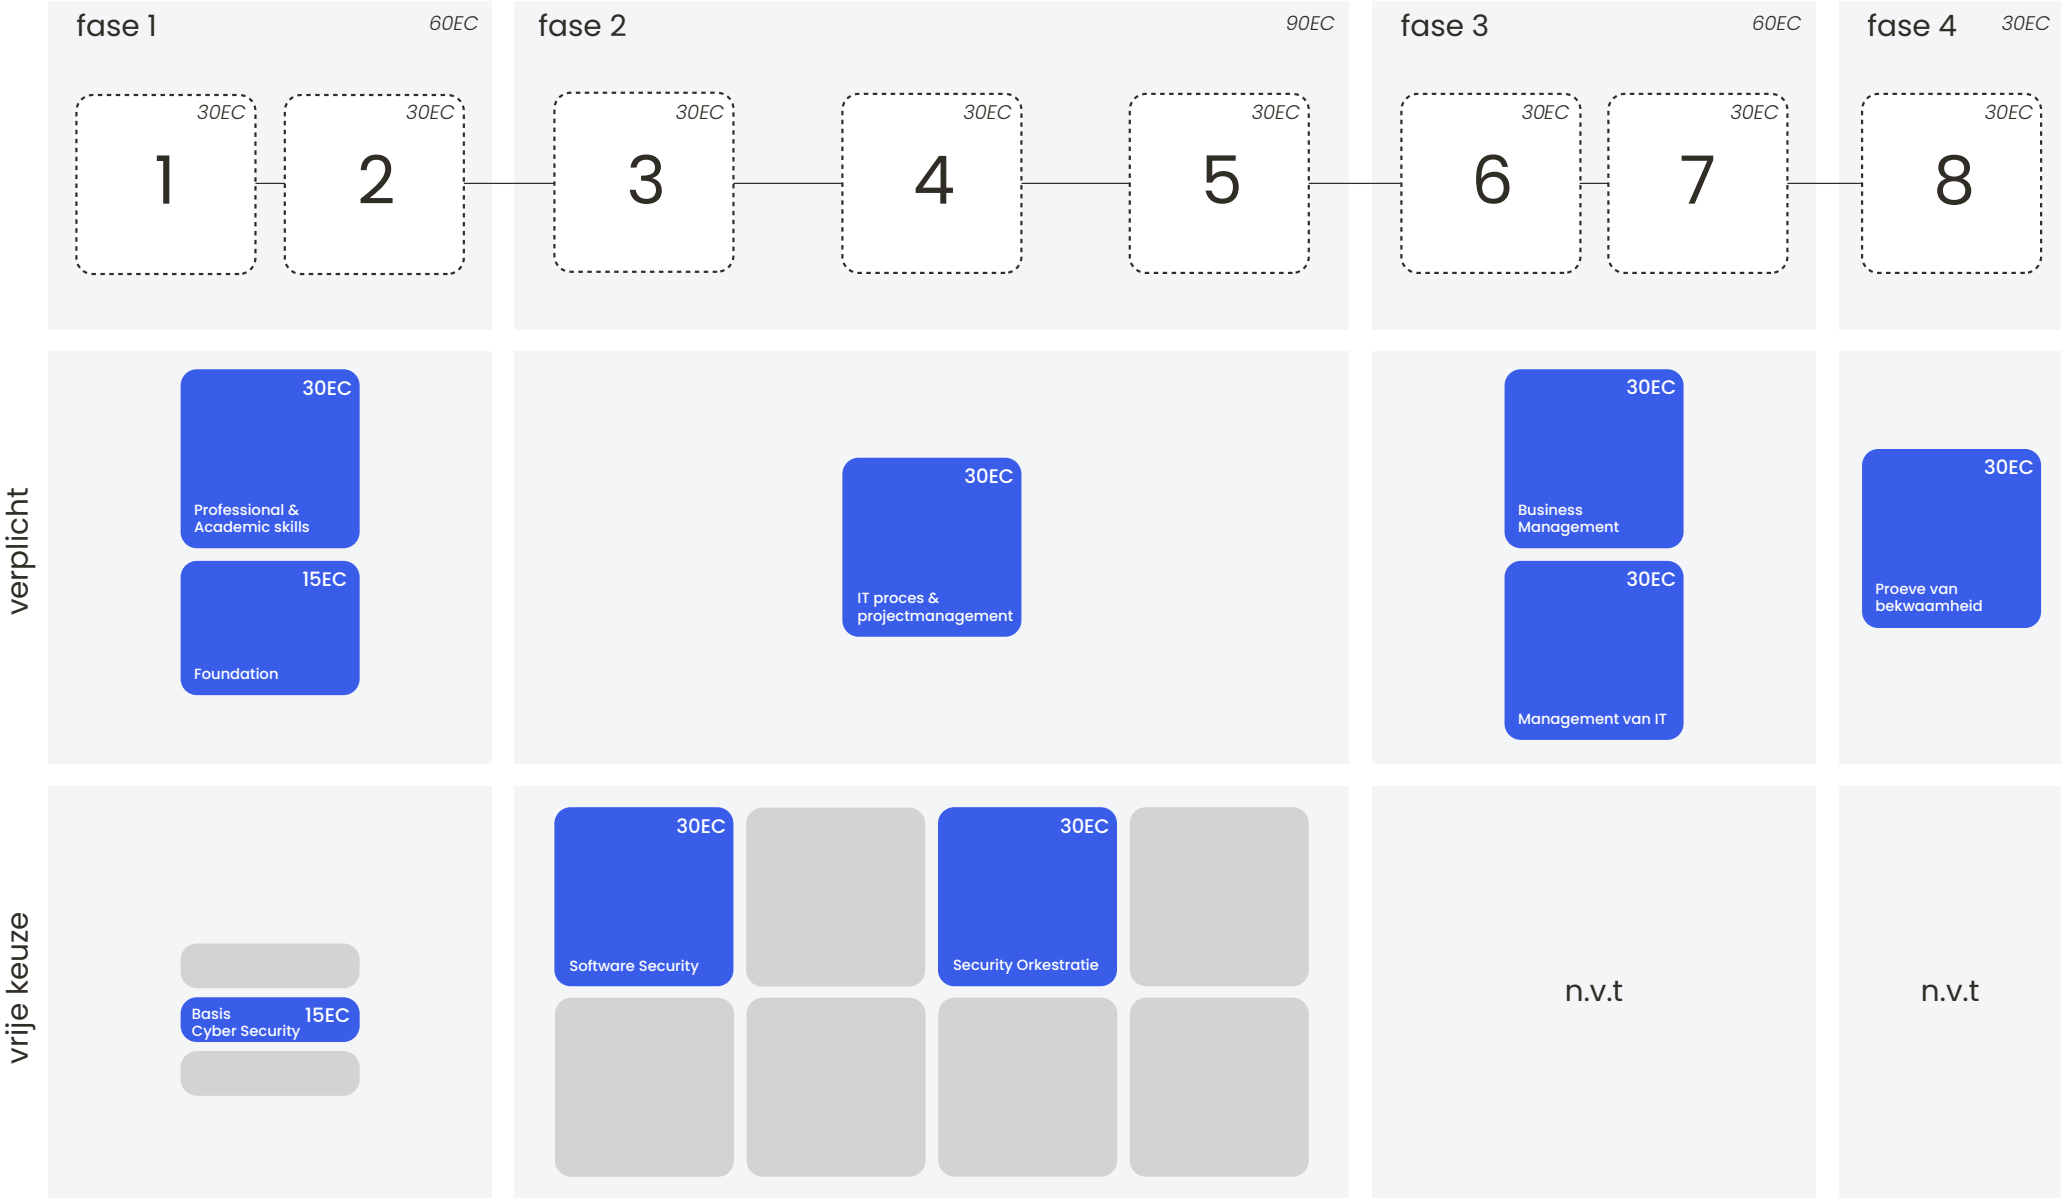 fase 1
60EC
fase 2
90EC
fase 3
60EC
fase 4
30EC
30EC
1
30EC
2
30EC
3
30EC
4
30EC
5
30EC
6
30EC
7
30EC
8
verplicht
30EC
Professional &
Academic skills
15EC
Foundation
30EC
IT proces &
projectmanagement
30EC
Business
Management
30EC
Management van IT
30EC
Proeve van
bekwaamheid
vrije keuze
Basis
Cyber Security
15EC
30EC
Software Security
30EC
Security Orkestratie
n.v.t
n.v.t